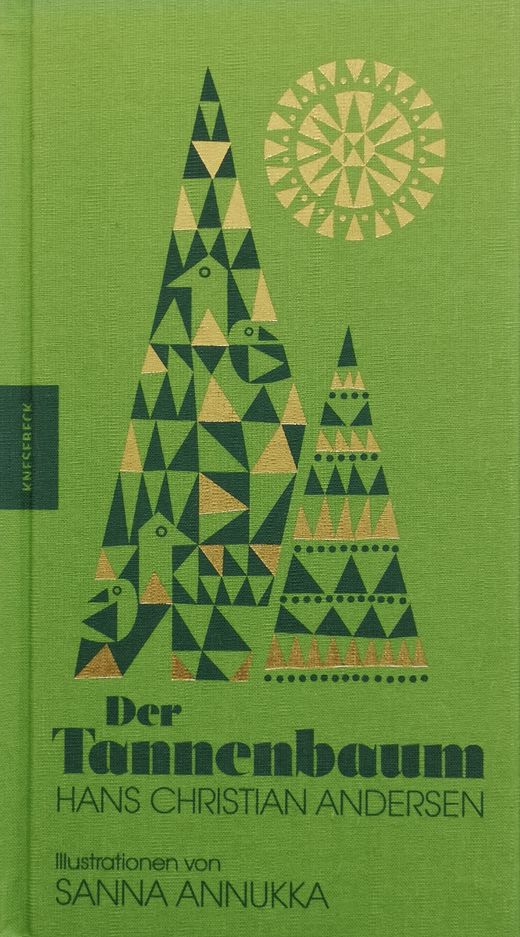 KNESEBECK
Der
Tannenbaum
HANS CHRISTIAN ANDERSEN
Illustrationen von
SANNA ANNUKKA